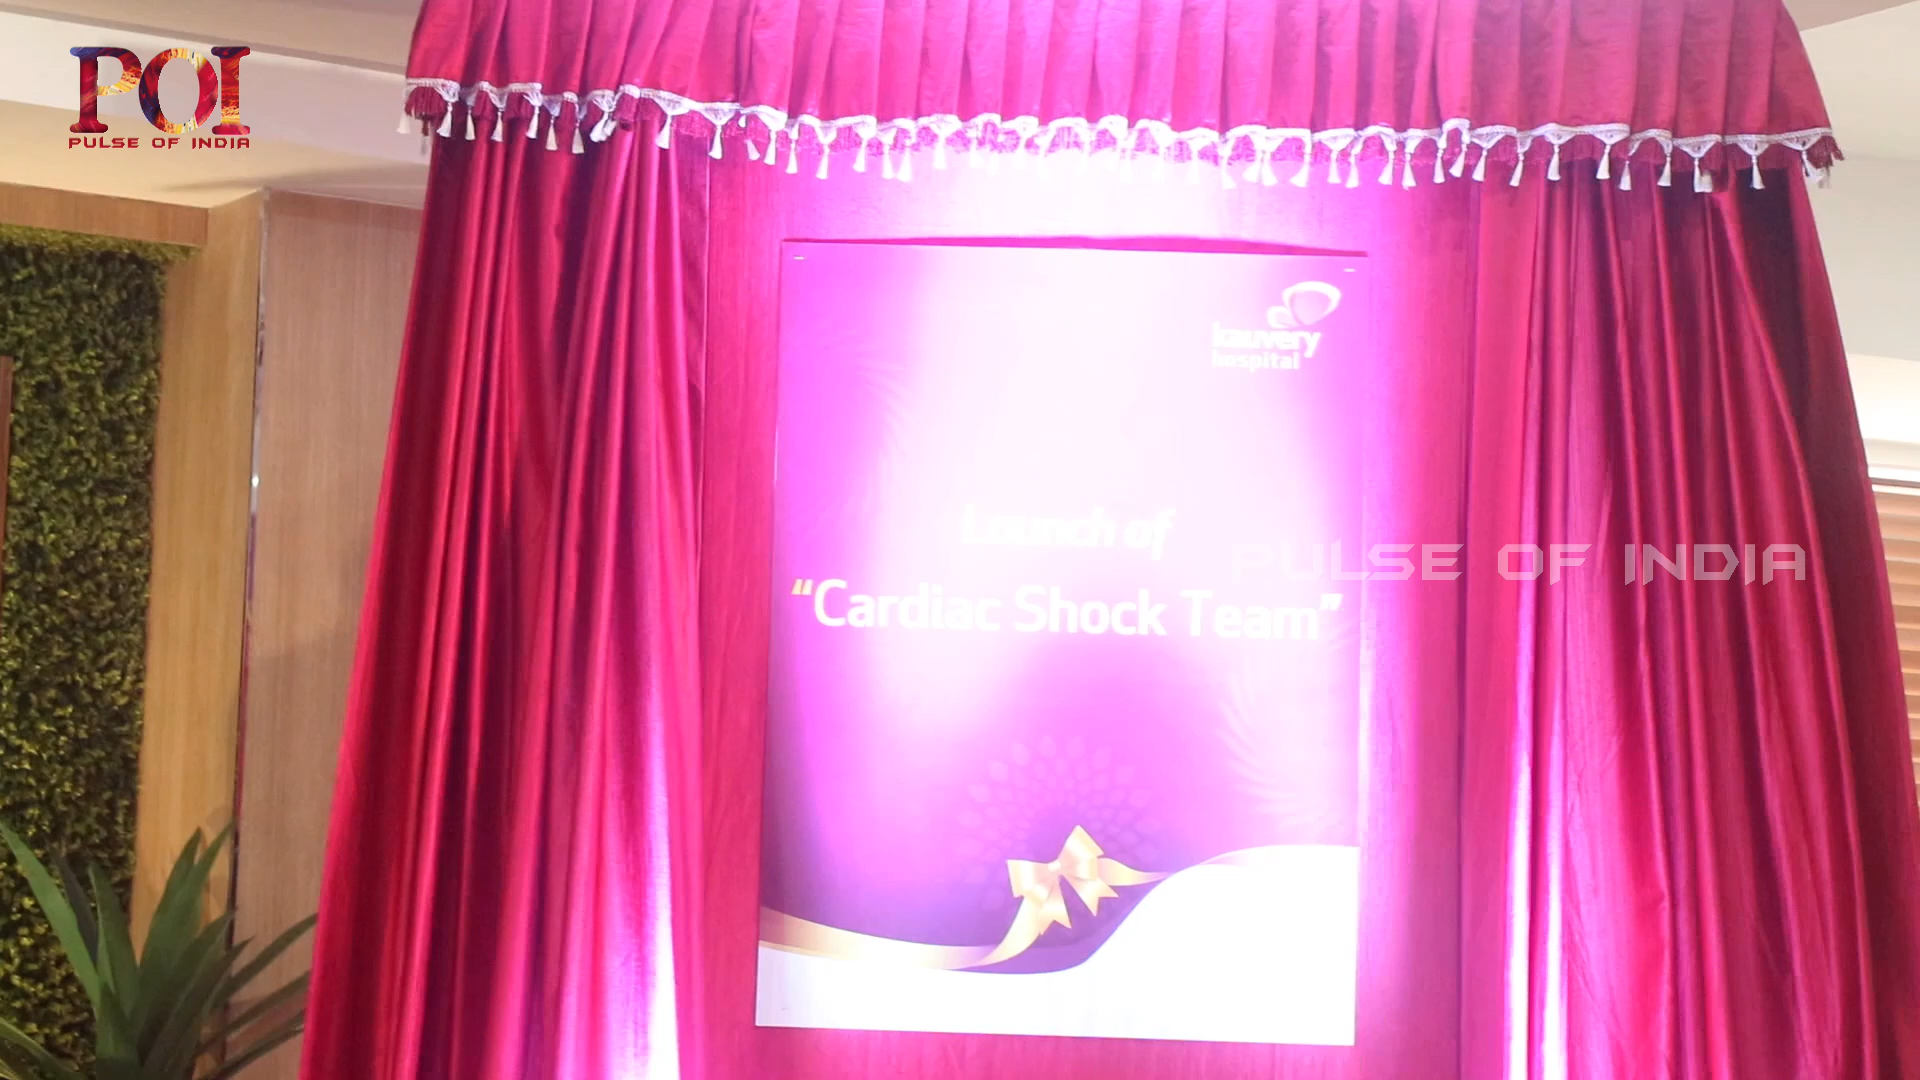 POI
PULSE OF INDIA
kauvery
hospital
Launch of
PULSE OF INDIA
“Cardiac Shock Team”